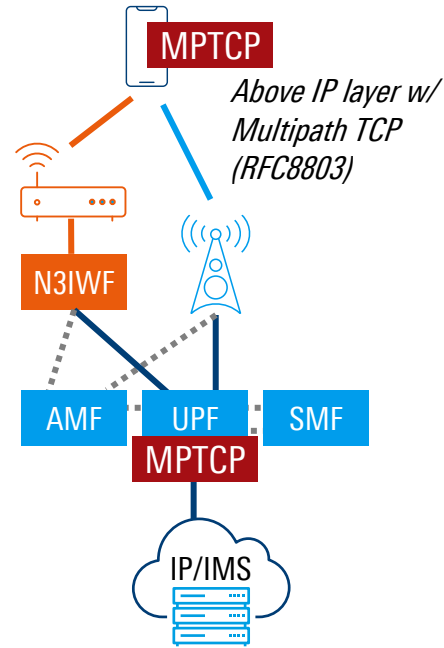 MPTCP
Above IP layer w/
Multipath TCP
(RFC8803)
N3IWF
AMF
UPF
SMF
MPTCP
IP/IMS